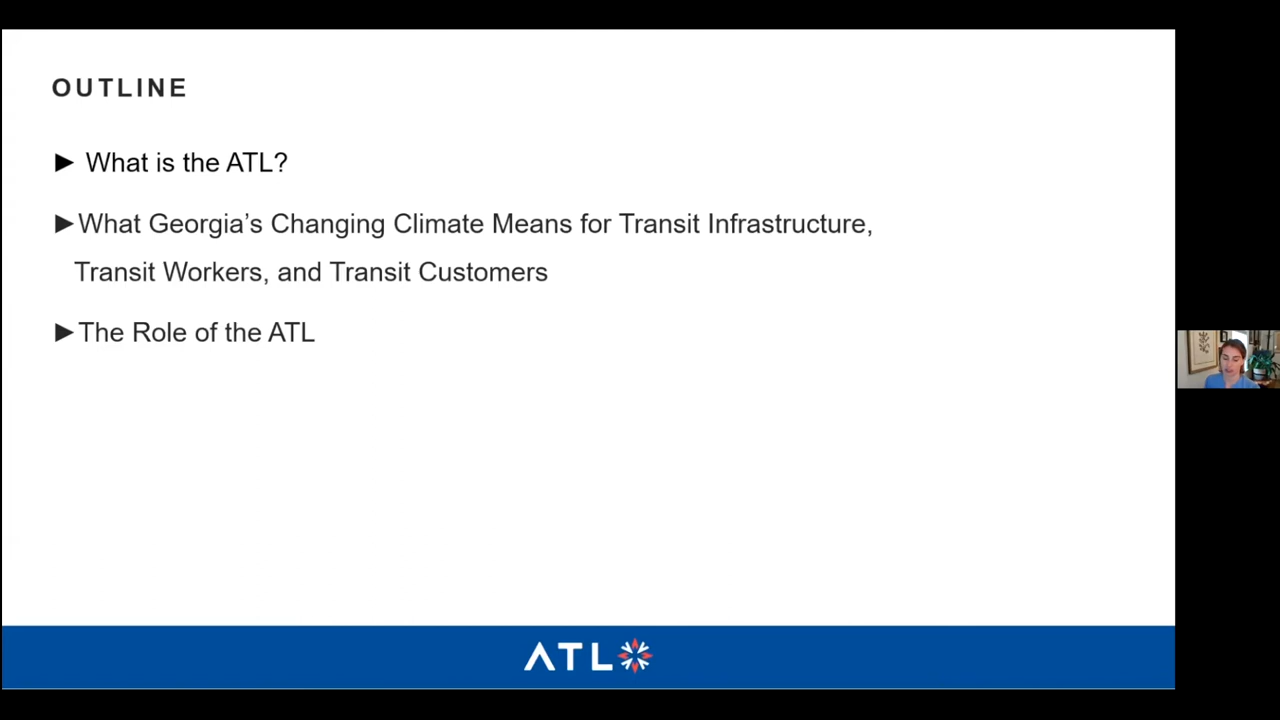 OUTLINE
► What is the ATL?
►What Georgia’s Changing Climate Means for Transit Infrastructure,
Transit Workers, and Transit Customers
►The Role of the ATL
ATL